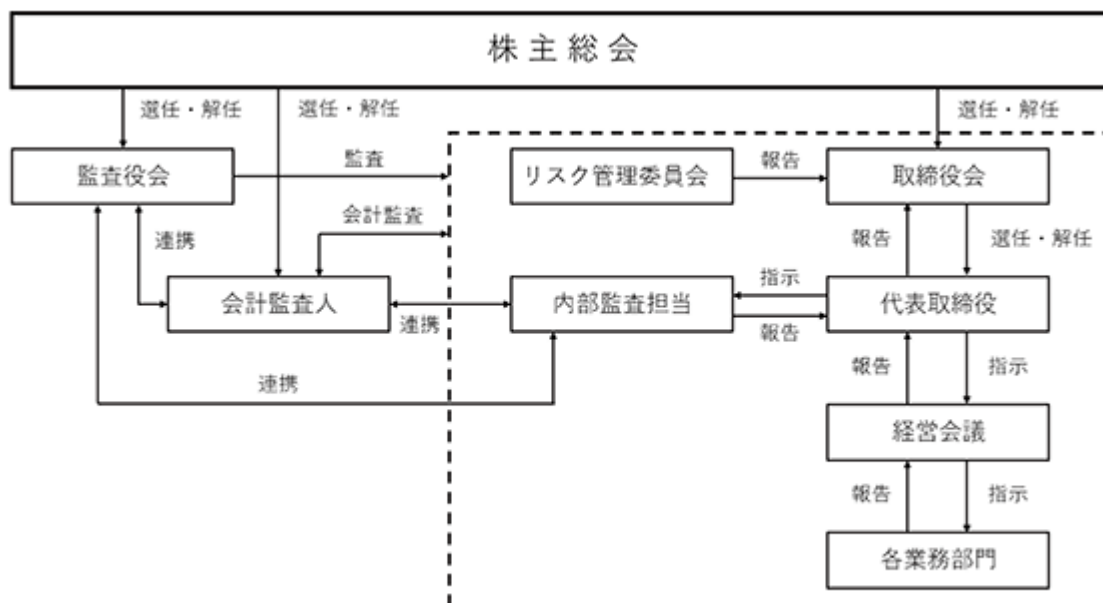 株主総会
選任・解任
選任・解任
選任・解任
監査役会
監査
リスク管理委員会
報告
取締役会
会計監査
連携
報告
選任・解任
会計監査人
連携
内部監査担当
指示
報告
代表取締役
連携
報告
指示
経営会議
報告
指示
各業務部門